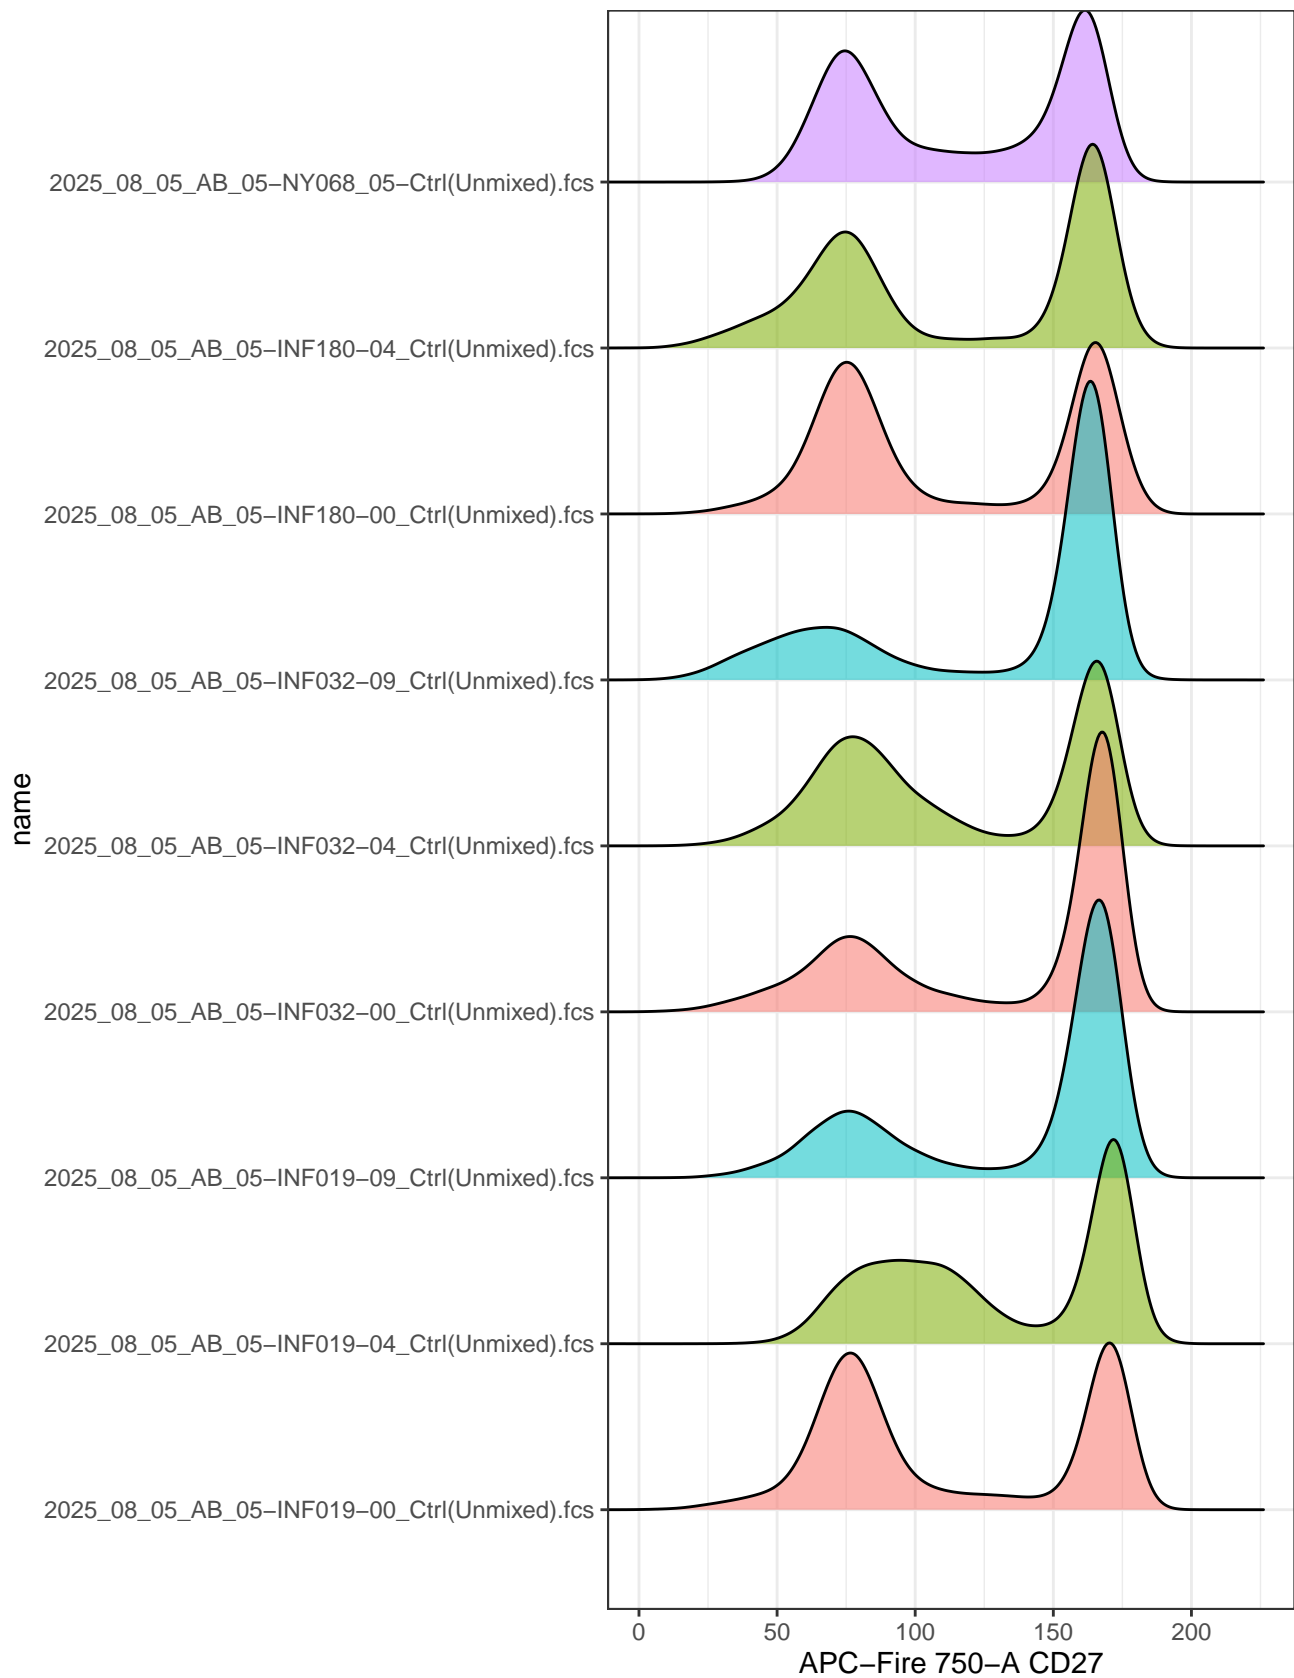 2025_08_05_AB_05−NY068_05−Ctrl(Unmixed).fcs
2025_08_05_AB_05−INF180−04_Ctrl(Unmixed).fcs
2025_08_05_AB_05−INF180−00_Ctrl(Unmixed).fcs
2025_08_05_AB_05−INF032−09_Ctrl(Unmixed).fcs
2025_08_05_AB_05−INF032−04_Ctrl(Unmixed).fcs
2025_08_05_AB_05−INF032−00_Ctrl(Unmixed).fcs
2025_08_05_AB_05−INF019−09_Ctrl(Unmixed).fcs
2025_08_05_AB_05−INF019−04_Ctrl(Unmixed).fcs
2025_08_05_AB_05−INF019−00_Ctrl(Unmixed).fcs
name
0 50 100 150 200
APC−Fire 750−A CD27